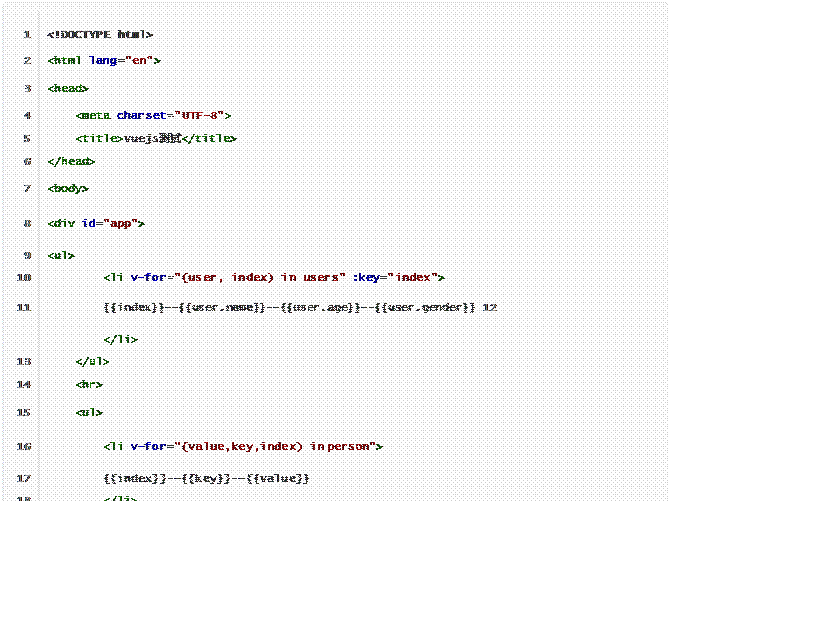 1 <!DOCTYPE html>
2 <html lang="en">
3 <head>
4 <meta charset="UTF-8">
5 <title>vuejs测试</title>
6 </head>
7 <body>
8 <div id="app">
9 <ul>
10 <li v-for="(user, index) in users" :key="index">
11 {{index}}--{{user.name}}--{{user.age}}--{{user.gender}} 12
</li>
13 </ul>
14 <hr>
15 <ul>
16 <li v-for="(value,key,index) in person">
17 {{index}}--{{key}}--{{value}}
18 </li>